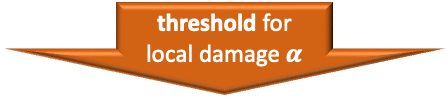 threshold for
local damage α